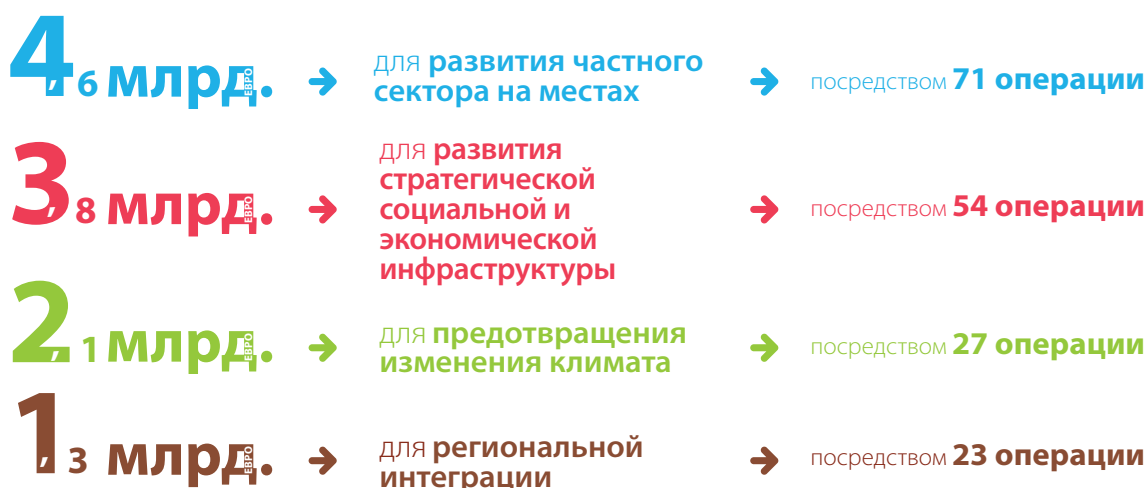 4,6 млрд. ЕВРО
для развития частного
сектора на местах
посредством 71 операции
3,8 млрд. ЕВРО
для развития
стратегической
социальной и
экономической
инфраструктуры
посредством 54 операции
2,1 млрд. ЕВРО
для предотвращения
изменения климата
посредством 27 операции
1,3 млрд. ЕВРО
для региональной
интеграции
посредством 23 операции